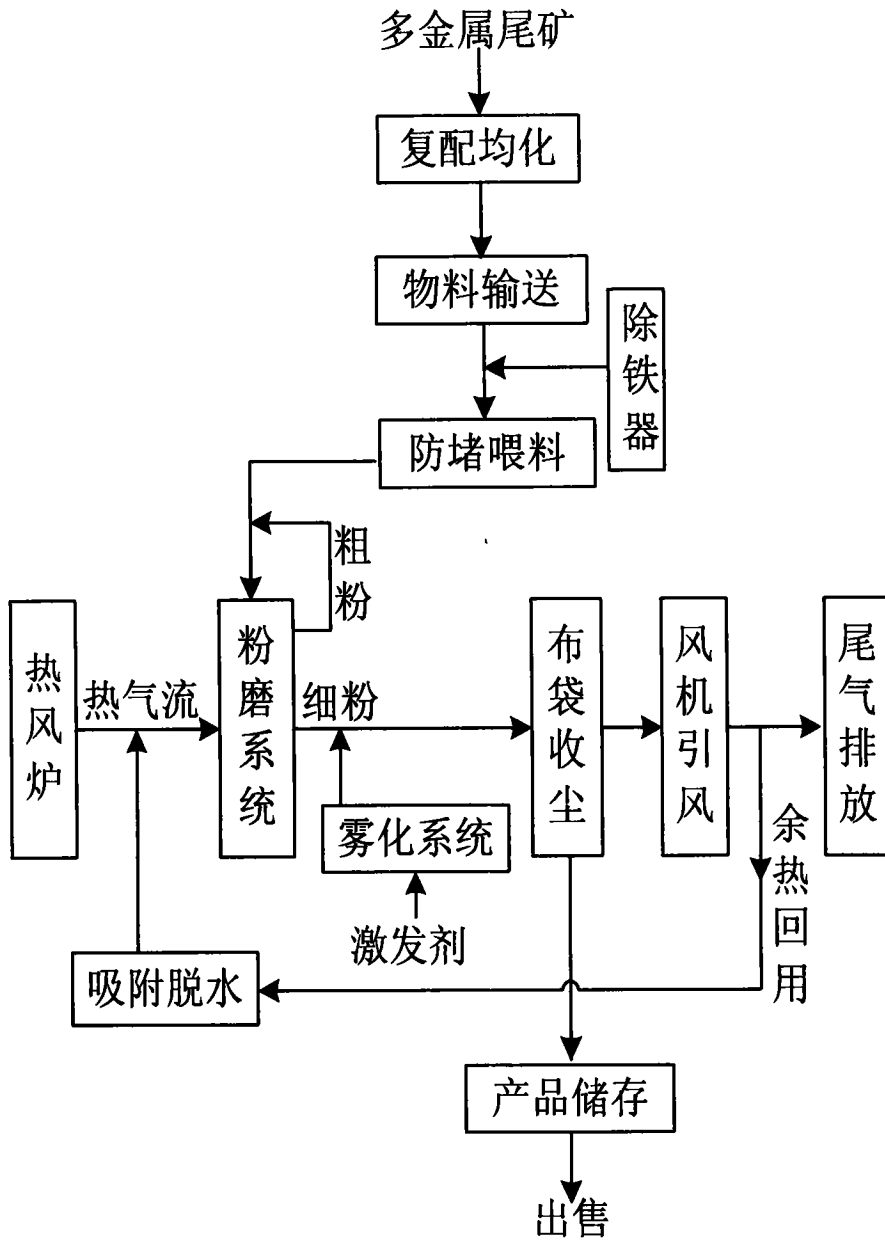 多金属尾矿
复配均化
物料输送
除铁器
防堵喂料
粗粉
热风炉
热气流
粉磨系统
细粉
布袋收尘
风机引风
尾气排放
雾化系统
激发剂
余热回用
吸附脱水
产品储存
出售